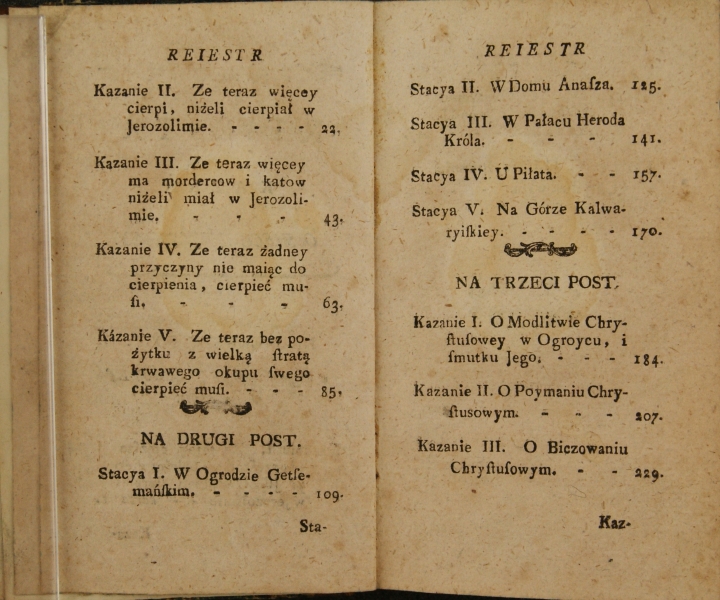 REIESTR
Kazanie II. Ze teraz więcey
cierpi, niżeli cierpiał w
Jerozolimie. - - - - 22.
Kazanie III. Ze teraz więcey
ma morderców i katow
niżeli miał w Jerozoli-
mie. - - - 43.
Kazanie IV. Ze teraz żadney
przyczyny nie maiąc do
cierpienia, cierpieć mu-
ſi. - - - 63.
Kázanie V. Ze teraz bez po-
żytku z wielką ſtratą
krwawego okupu ſwego
cierpieć muſi. - - - 85.
NA DRUGI POST.
Stacya I. W Ogrodzie Getſe-
mańſkim. - - - - 109.
Sta-
REIESTR
Stacya II. W Domu Anaſza. 125.
Stacya III. W Pałacu Heroda
Króla. - - - 141.
Stacya IV. U Piłata. - - 157.
Stacya V. Na Górze Kalwa-
ryiſkiey. - - - - 170.
NA TRZECI POST.
Kazanie I. O Modlitwie Chry-
ſtuſowey w Ogroycu, i
ſmutku Jego. - - - 184.
Kazanie II. O Poymaniu Chry-
ſtusowym. - - - 207.
Kazanie III. O Biczowaniu
Chryſtuſowym. - - 229.
Kaz-